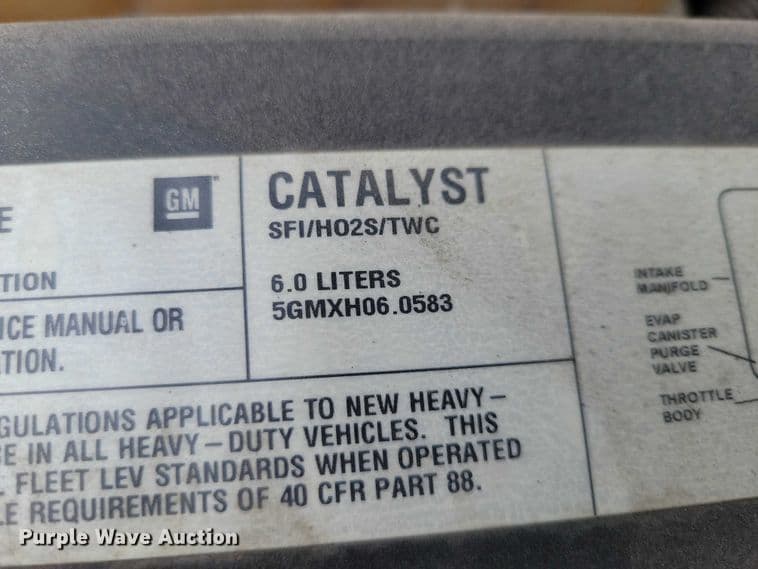 E
GM
TION
ICE MANUAL OR
TION.
CATALYST
SFI/HO2S/TWC
6.0 LITERS
5GMXH06.0583
INTAKE
MANIFOLD
EVAP
CANISTER
PURGE
VALVE
THROTTLE
BODY
GULATIONS APPLICABLE TO NEW HEAVY–
E IN ALL HEAVY–DUTY VEHICLES. THIS
FLEET LEV STANDARDS WHEN OPERATED
LE REQUIREMENTS OF 40 CFR PART 88.
Purple Wave Auction